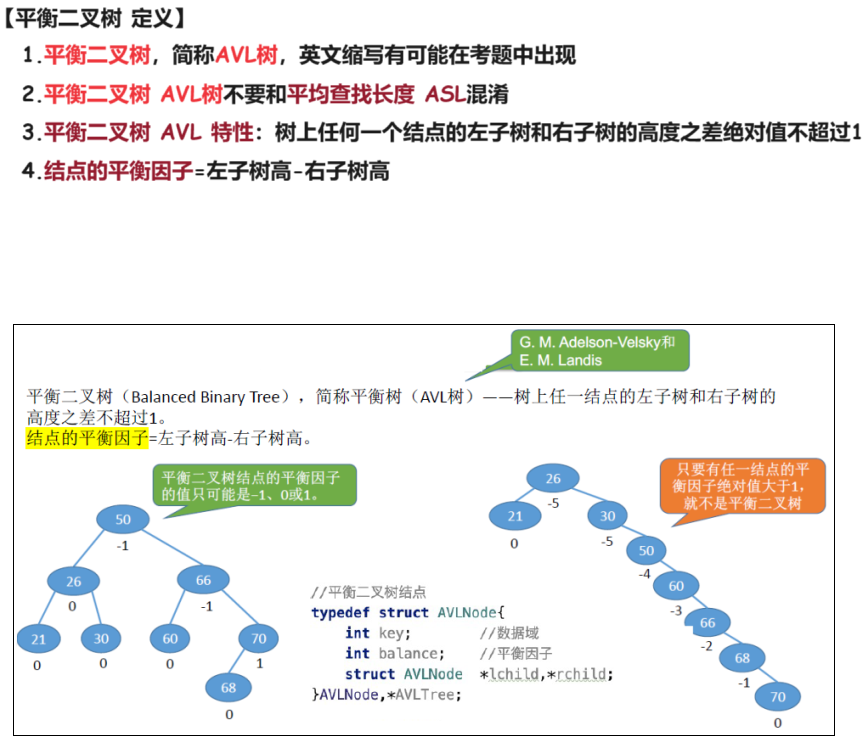 【平衡二叉树 定义】
1.平衡二叉树，简称AVL树，英文缩写有可能在考题中出现
2.平衡二叉树 AVL树不要和平均查找长度 ASL混淆
3.平衡二叉树 AVL 特性：树上任何一个结点的左子树和右子树的高度之差绝对值不超过1
4.结点的平衡因子=左子树高-右子树高
G. M. Adelson-Velsky和
E. M. Landis
平衡二叉树（Balanced Binary Tree），简称平衡树（AVL树）——树上任一结点的左子树和右子树的
高度之差不超过1。
结点的平衡因子=左子树高-右子树高。
平衡二叉树结点的平衡因子
的值只可能是−1、0或1。
50
-1
26
0
66
-1
21
0
30
0
60
0
70
1
68
0
//平衡二叉树结点
typedef struct AVLNode{
int key; //数据域
int balance; //平衡因子
struct AVLNode *lchild,*rchild;
}AVLNode,*AVLTree;
只要有任一结点的平
衡因子绝对值大于1，
就不是平衡二叉树
26
-5
21
0
30
-5
50
-4
60
-3
66
-2
68
-1
70
0